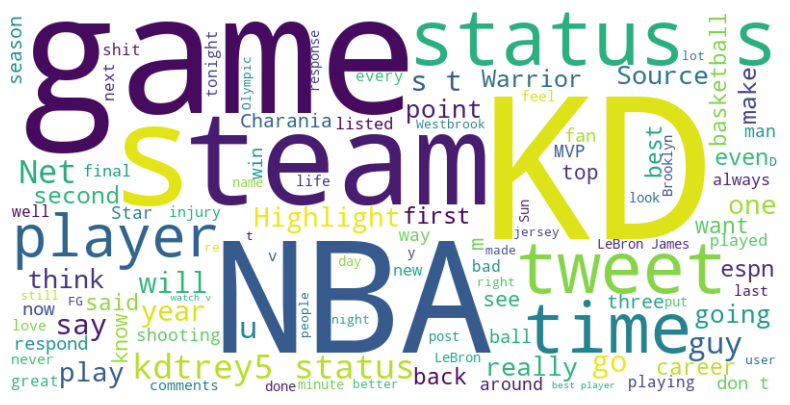 game
status
s
season
shit
next
tonight
Olympic
response
every
lot
s t
Warrior
Source
basketball
make
Charania
listed
point
Westbrook
feel
fan
man
s
team
KD
MVP
best
Brooklyn
even
D
Net
final
second
win
name
life
top
look
one
always
well
Star
injury
Highlight
first
Sun
jersey
want
played
player
re
t
way
y
m
LeBron James
made
NBA
v
tweet
espn
last
think
will
day
new
bad
right
see
three
put
still
FG
watch v
now
said
year
u
people
time
going
say
know
shooting
night
post
ball
guy
love
respond
kdtrey5 status
LeBron
really
go
career
user
never
great
play
comments
done
minute
better
back
around
best player
playing
don t